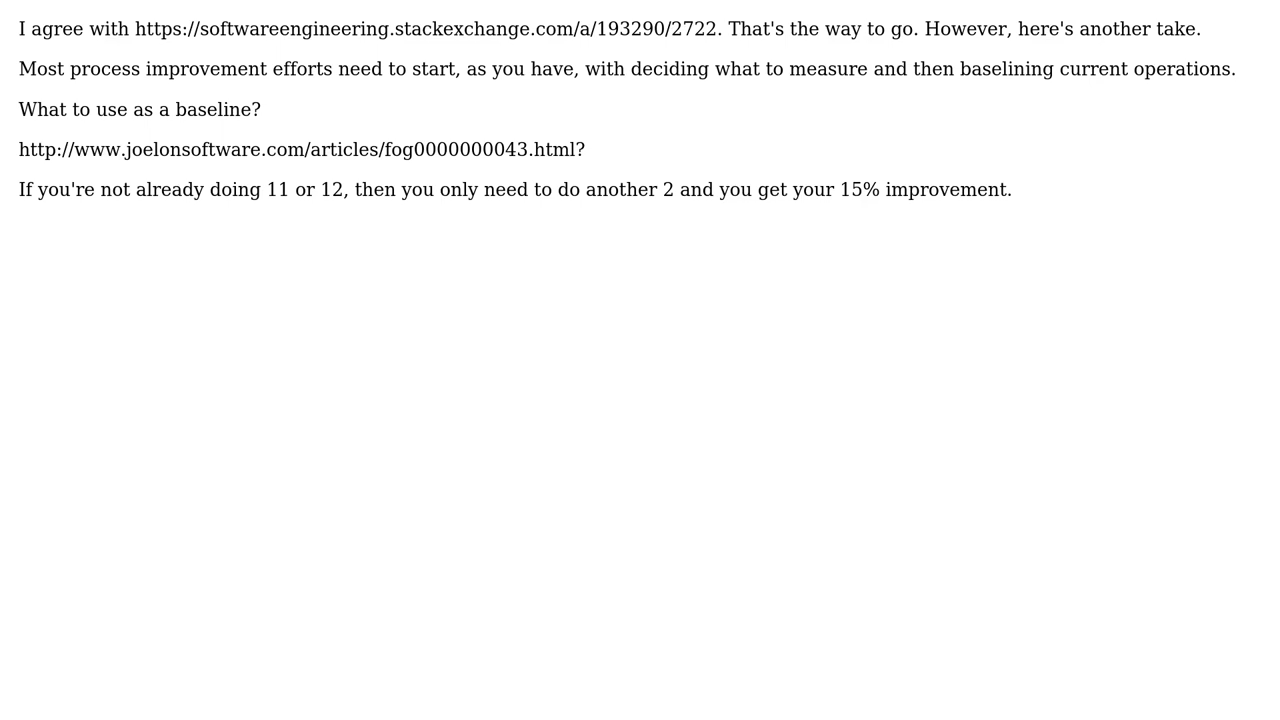 I agree with https://softwareengineering.stackexchange.com/a/193290/2722. That's the way to go. However, here's another take.
Most process improvement efforts need to start, as you have, with deciding what to measure and then baselining current operations.
What to use as a baseline?
http://www.joelonsoftware.com/articles/fog0000000043.html?
If you're not already doing 11 or 12, then you only need to do another 2 and you get your 15% improvement.